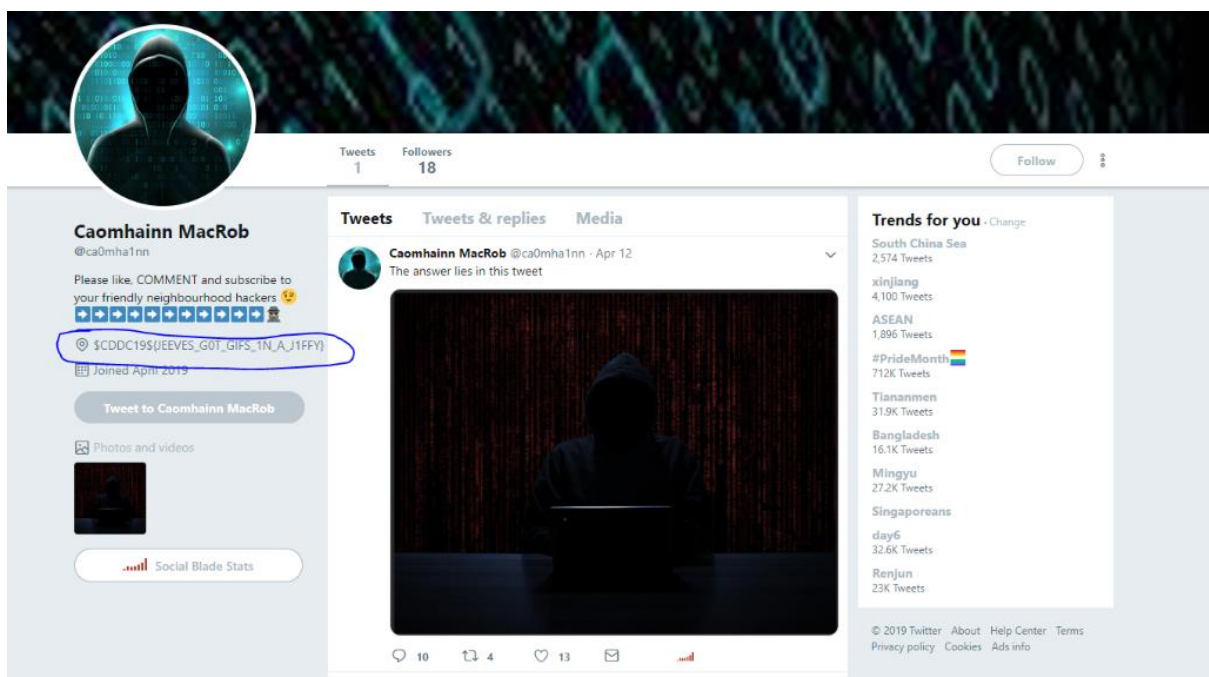 Tweets
1
Followers
18
Follow
Caomhainn MacRob
@ca0mha1nn
Please like, COMMENT and subscribe to
your friendly neighbourhood hackers 😉
➡➡➡➡➡➡➡➡➡➡➡🕵
$CDDC19${JEEVES_G0T_GIFS_1N_A_J1FFY}
Joined April 2019
Tweet to Caomhainn MacRob
Photos and videos
Social Blade Stats
Tweets Tweets & replies Media
Caomhainn MacRob @ca0mha1nn · Apr 12
The answer lies in this tweet
10 4 13
Trends for you · Change
South China Sea
2,574 Tweets
xinjiang
4,100 Tweets
ASEAN
1,896 Tweets
#PrideMonth🏳️‍🌈
712K Tweets
Tiananmen
31.9K Tweets
Bangladesh
16.1K Tweets
Mingyu
27.2K Tweets
Singaporeans
day6
32.6K Tweets
Renjun
23K Tweets
© 2019 Twitter About Help Center Terms
Privacy policy Cookies Ads info